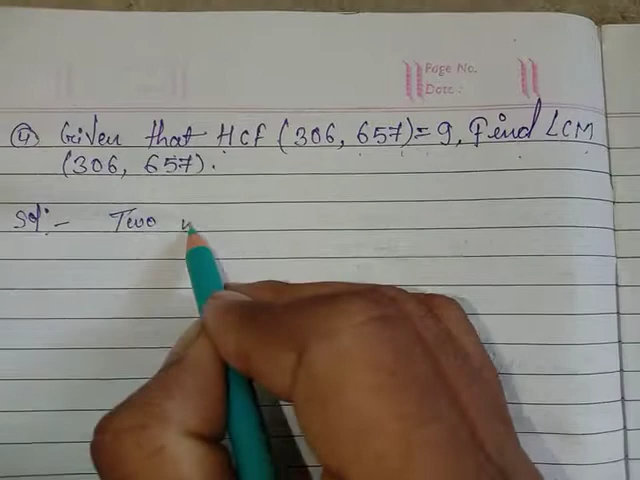 Page No.
Date:
④ Given that HCF (306, 657) = 9, Find LCM
(306, 657).
Sol:- Two